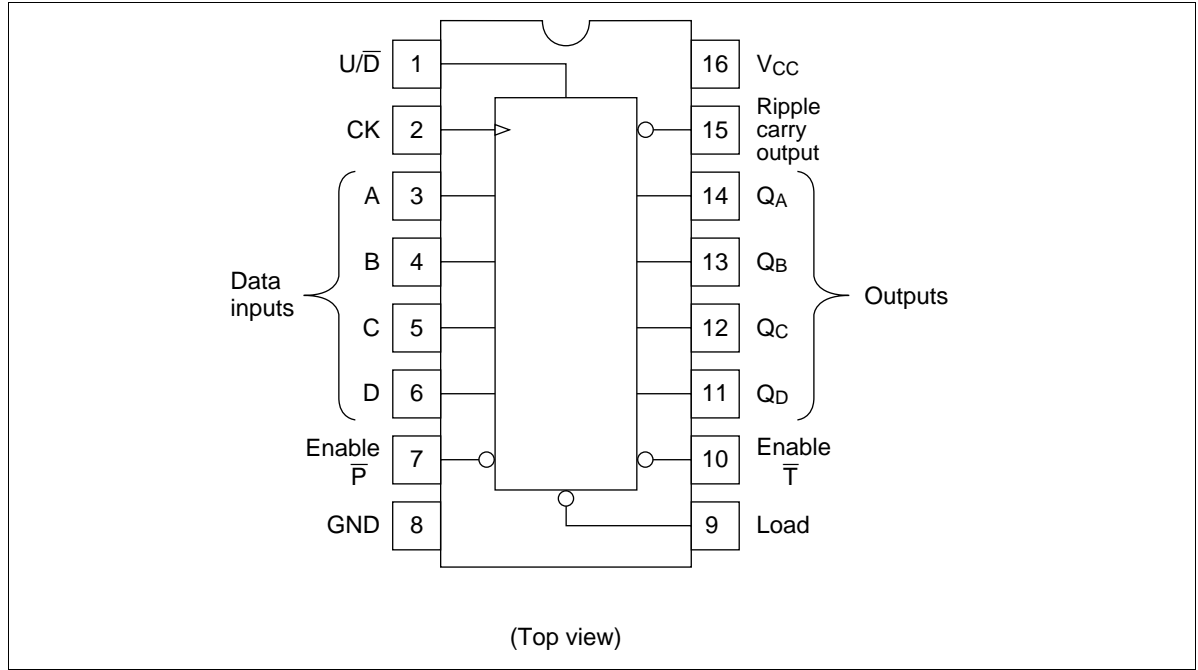 U/D̅ 1
16 VCC
CK 2
15 Ripple
carry
output
A 3
14 QA
B 4
13 QB
Data
inputs
Outputs
C 5
12 QC
D 6
11 QD
Enable
P̅ 7
10 Enable
T̅
GND 8
9 Load
(Top view)